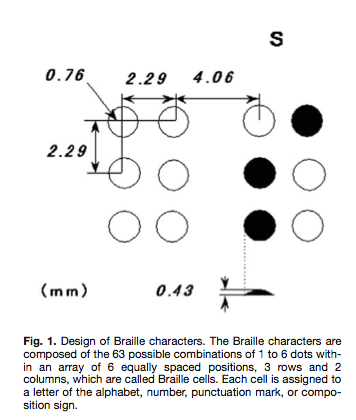 S
0.76 2.29 4.06
2.29
(mm) 0.43
Fig. 1. Design of Braille characters. The Braille characters are
composed of the 63 possible combinations of 1 to 6 dots with-
in an array of 6 equally spaced positions, 3 rows and 2
columns, which are called Braille cells. Each cell is assigned to
a letter of the alphabet, number, punctuation mark, or compo-
sition sign.